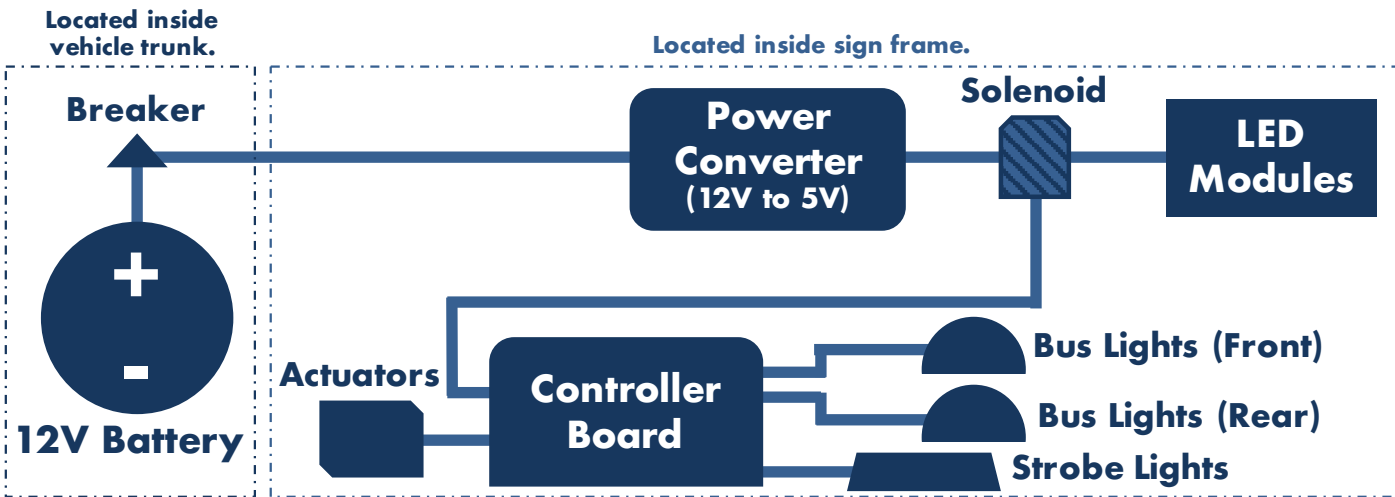 Located inside
vehicle trunk.
Located inside sign frame.
Breaker
Power
Converter
(12V to 5V)
Solenoid
LED
Modules
+
-
12V Battery
Actuators
Controller
Board
Bus Lights (Front)
Bus Lights (Rear)
Strobe Lights